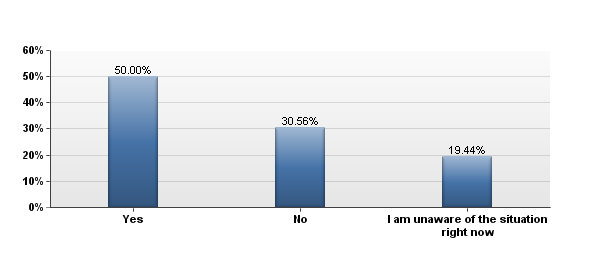 60%
50%
40%
30%
20%
10%
0%
50.00%
30.56%
19.44%
Yes
No
I am unaware of the situation
right now